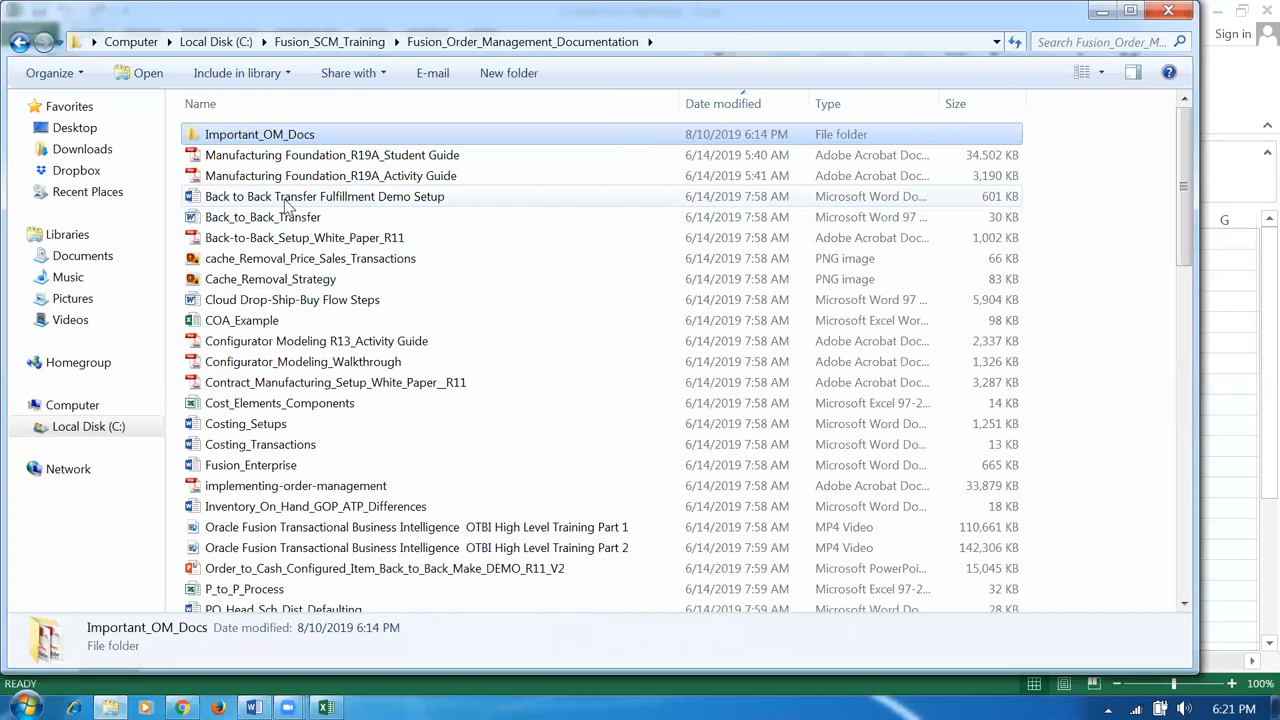 Sign in
Computer Local Disk (C:) Fusion_SCM_Training Fusion_Order_Management_Documentation
Search Fusion_Order_M...
Organize Open Include in library Share with E-mail New folder
Favorites
Desktop
Downloads
Dropbox
Recent Places
Libraries
Documents
Music
Pictures
Videos
Homegroup
Computer
Local Disk (C:)
Network
Name Date modified Type Size
Important_OM_Docs 8/10/2019 6:14 PM File folder
Manufacturing Foundation_R19A_Student Guide 6/14/2019 5:40 AM Adobe Acrobat Doc... 34,502 KB
Manufacturing Foundation_R19A_Activity Guide 6/14/2019 5:41 AM Adobe Acrobat Doc... 3,190 KB
Back to Back Transfer Fulfillment Demo Setup 6/14/2019 7:58 AM Microsoft Word Do... 601 KB
Back_to_Back_Transfer 6/14/2019 7:58 AM Microsoft Word 97 ... 30 KB
Back-to-Back_Setup_White_Paper_R11 6/14/2019 7:58 AM Adobe Acrobat Doc... 1,002 KB
cache_Removal_Price_Sales_Transactions 6/14/2019 7:58 AM PNG image 66 KB
Cache_Removal_Strategy 6/14/2019 7:58 AM PNG image 83 KB
Cloud Drop-Ship-Buy Flow Steps 6/14/2019 7:58 AM Microsoft Word 97 ... 5,904 KB
COA_Example 6/14/2019 7:58 AM Microsoft Excel Wor... 98 KB
Configurator Modeling R13_Activity Guide 6/14/2019 7:58 AM Adobe Acrobat Doc... 2,337 KB
Configurator_Modeling_Walkthrough 6/14/2019 7:58 AM Adobe Acrobat Doc... 1,326 KB
Contract_Manufacturing_Setup_White_Paper__R11 6/14/2019 7:58 AM Adobe Acrobat Doc... 3,287 KB
Cost_Elements_Components 6/14/2019 7:58 AM Microsoft Excel 97-2... 14 KB
Costing_Setups 6/14/2019 7:58 AM Microsoft Word Do... 1,251 KB
Costing_Transactions 6/14/2019 7:58 AM Microsoft Word Do... 13 KB
Fusion_Enterprise 6/14/2019 7:58 AM Microsoft Word Do... 665 KB
implementing-order-management 6/14/2019 7:58 AM Adobe Acrobat Doc... 33,879 KB
Inventory_On_Hand_GOP_ATP_Differences 6/14/2019 7:58 AM Microsoft Word Do... 18 KB
Oracle Fusion Transactional Business Intelligence OTBI High Level Training Part 1 6/14/2019 7:58 AM MP4 Video 110,661 KB
Oracle Fusion Transactional Business Intelligence OTBI High Level Training Part 2 6/14/2019 7:59 AM MP4 Video 142,306 KB
Order_to_Cash_Configured_Item_Back_to_Back_Make_DEMO_R11_V2 6/14/2019 7:59 AM Microsoft PowerPoi... 15,045 KB
P_to_P_Process 6/14/2019 7:59 AM Microsoft Excel 97-2... 32 KB
PO_Head_Sch_Dist_Defaulting 6/14/2019 7:59 AM Microsoft Word Do... 28 KB
G
Important_OM_Docs Date modified: 8/10/2019 6:14 PM
File folder
READY
100%
6:21 PM